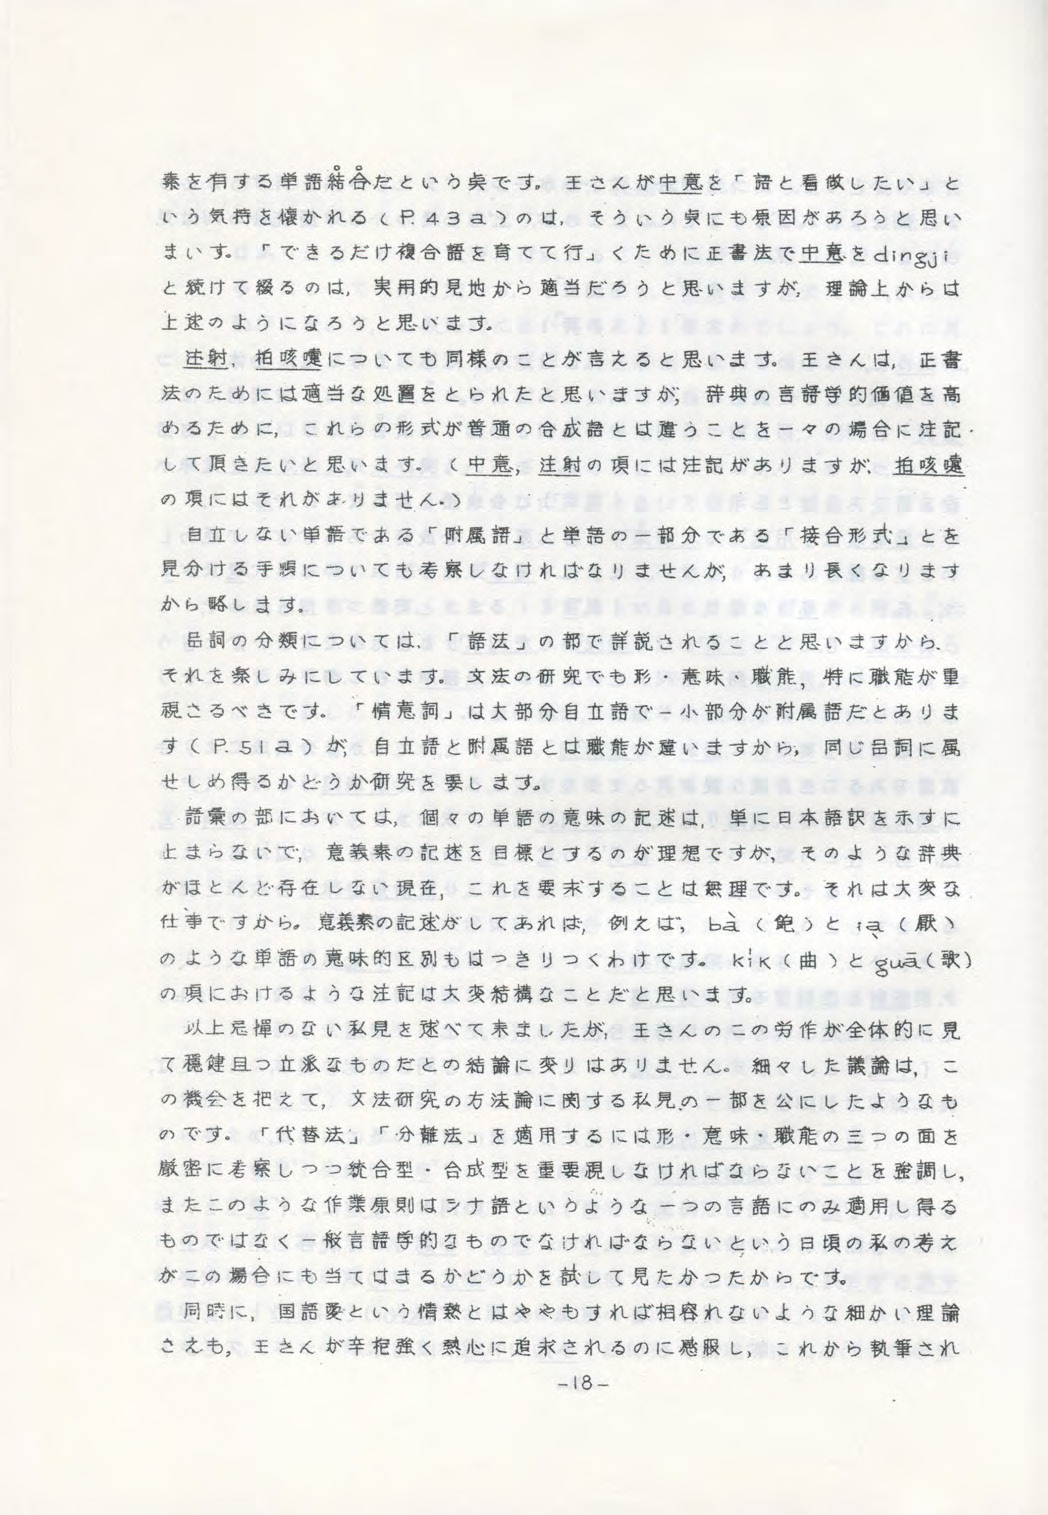 素を有する単語結合だという点です。王さんが中意を「語と看做したい」と
いう気持を懐かれる(P.43a)のは,そういう点にも原因があろうと思い
まいす。「できるだけ複合語を育てて行」くために正書法で中意をdingji
と続けて綴るのは,実用的見地から適当だろうと思いますが,理論上からは
上述のようになろうと思います。
注射,拍咳嚏についても同様のことが言えると思います。王さんは,正書
法のためには適当な処置をとられたと思いますが,辞典の言語学的価値を高
めるために,これらの形式が普通の合成語とは違うことを一々の場合に注記
して頂きたいと思います。(中意,注射の項には注記がありますが,拍咳嚏
の項にはそれがありません.)
自立しない単語である「附属語」と単語の一部分である「接合形式」とを
見分ける手順についても考察しなければなりませんが,あまり長くなります
から略します。
品詞の分類については,「語法」の部で詳説されることと思いますから,
それを楽しみにしています。文法の研究でも形・意味・職能,特に職能が重
視さるべきです。「情意詞」は大部分自立語で一小部分が附属語だとありま
す(P.51a)が,自立語と附属語とは職能が違いますから,同じ品詞に属
せしめ得るかどうか研究を要します。
語彙の部においては,個々の単語の意味の記述は,単に日本語訳を示すに
止まらないで,意義素の記述を目標とするのが理想ですが,そのような辞典
がほとんど存在しない現在,これを要求することは無理です。それは大変な
仕事ですから。意義素の記述がしてあれば,例えば,bà(飽)と ià(厭)
のような単語の意味的区別もはっきりつくわけです。kik(曲)とguā(歌)
の項におけるような注記は大変結構なことだと思います。
以上忌憚のない私見を述べて来ましたが,王さんのこの労作が全体的に見
て穏健且つ立派なものだとの結論に変りはありません。細々した議論は,こ
の機会を把えて,文法研究の方法論に関する私見の一部を公にしたようなも
のです。「代替法」「分離法」を適用するには形・意味・職能の三つの面を
厳密に考察しつつ統合型・合成型を重要視しなければならないことを強調し,
またこのような作業原則はシナ語というような一つの言語にのみ適用し得る
ものではなく一般言語学的なものでなければならないという日頃の私の考え
がこの場合にも当てはまるかどうかを試して見たかったからです。
同時に,国語愛という情熱とはややもすれば相容れないような細かい理論
さえも,王さんが辛抱強く熱心に追求されるのに感服し,これから執筆され
-18-